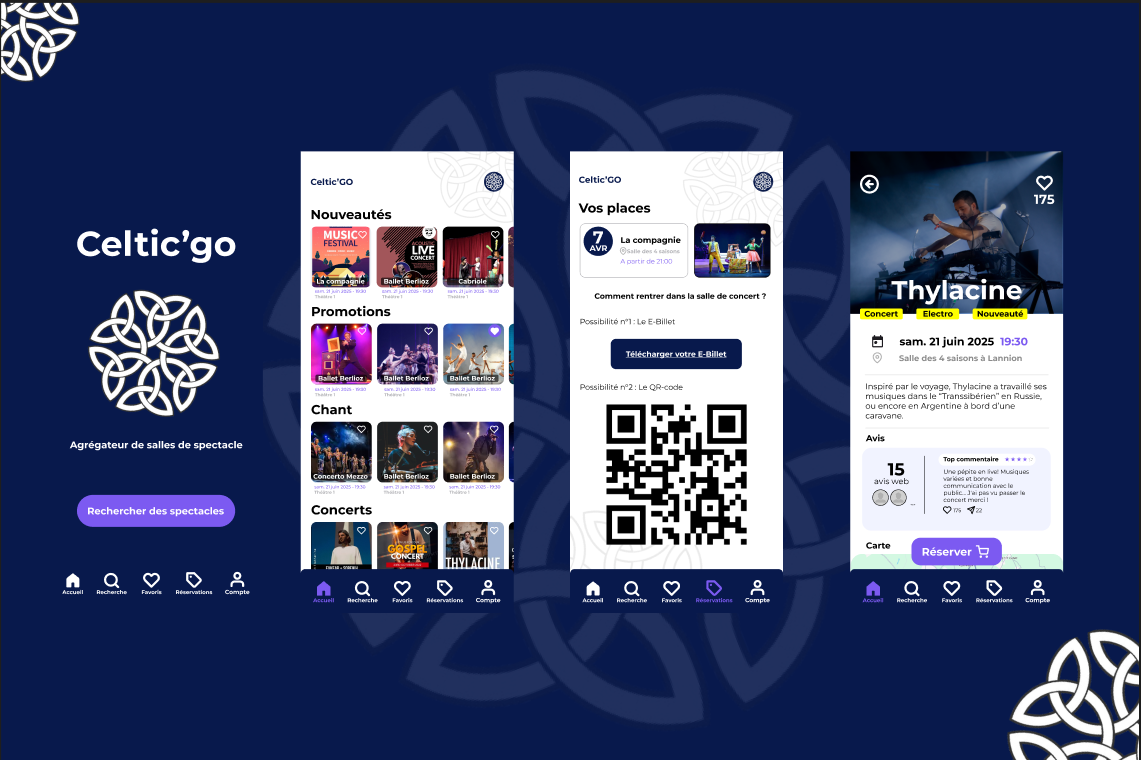 Celtic'go
Agrégateur de salles de spectacle
Rechercher des spectacles
Accueil
Recherche
Favoris
Réservations
Compte
Celtic'GO
Nouveautés
MUSIC
FESTIVAL
La compagnie
ACOUSTIC
LIVE
CONCERT
Ballet Berlioz
Cabriole
sam. 21 juin 2025 - 19:30
Théâtre 1
sam. 21 juin 2025 - 19:30
Théâtre 1
sam. 21 juin 2025 - 19:30
Théâtre 1
Promotions
Ballet Berlioz
Ballet Berlioz
Ballet Berlioz
sam. 21 juin 2025 - 19:30
Théâtre 1
sam. 21 juin 2025 - 19:30
Théâtre 1
sam. 21 juin 2025 - 19:30
Théâtre 1
Chant
Concerto Mezzo
Ballet Berlioz
Ballet Berlioz
sam. 21 juin 2025 - 19:30
Théâtre 1
sam. 21 juin 2025 - 19:30
Théâtre 1
sam. 21 juin 2025 - 19:30
Théâtre 1
Concerts
GOSPEL
CONCERT
THYLACINE
Accueil
Recherche
Favoris
Réservations
Compte
Celtic'GO
Vos places
7
AVR
La compagnie
Salle des 4 saisons
A partir de 21:00
Comment rentrer dans la salle de concert ?
Possibilité n°1 : Le E-Billet
Télécharger votre E-Billet
Possibilité n°2 : Le QR-code
Accueil
Recherche
Favoris
Réservations
Compte
175
Thylacine
Concert
Electro
Nouveauté
sam. 21 juin 2025 19:30
Salle des 4 saisons à Lannion
Inspiré par le voyage, Thylacine a travaillé ses
musiques dans le "Transsibérien" en Russie,
ou encore en Argentine à bord d'une
caravane.
Avis
15
avis web
...
Top commentaire
Une pépite en live! Musiques
variées et bonne
communication avec le
public....J'ai pas vu passer le
concert merci !
175
22
Carte
Réserver
Accueil
Recherche
Favoris
Réservations
Compte